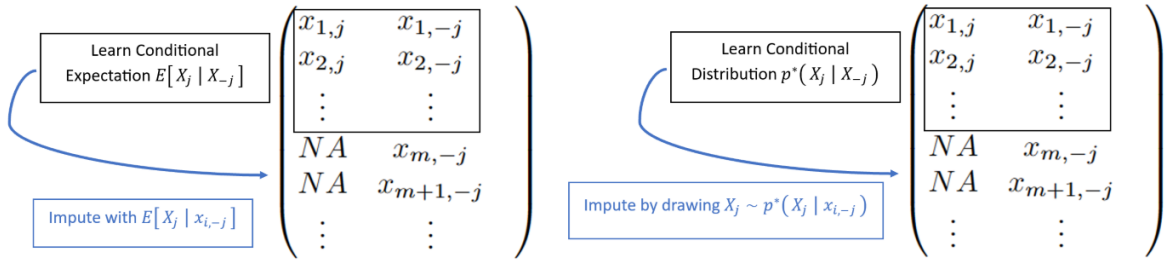 Learn Conditional
Expectation E[X_j | X_{-j}]
Impute with E[X_j | x_{i,-j}]
x_{1,j} x_{1,-j}
x_{2,j} x_{2,-j}
⋮ ⋮
NA x_{m,-j}
NA x_{m+1,-j}
⋮ ⋮
Learn Conditional
Distribution p*(X_j | X_{-j})
Impute by drawing X_j ~ p*(X_j | x_{i,-j})
x_{1,j} x_{1,-j}
x_{2,j} x_{2,-j}
⋮ ⋮
NA x_{m,-j}
NA x_{m+1,-j}
⋮ ⋮